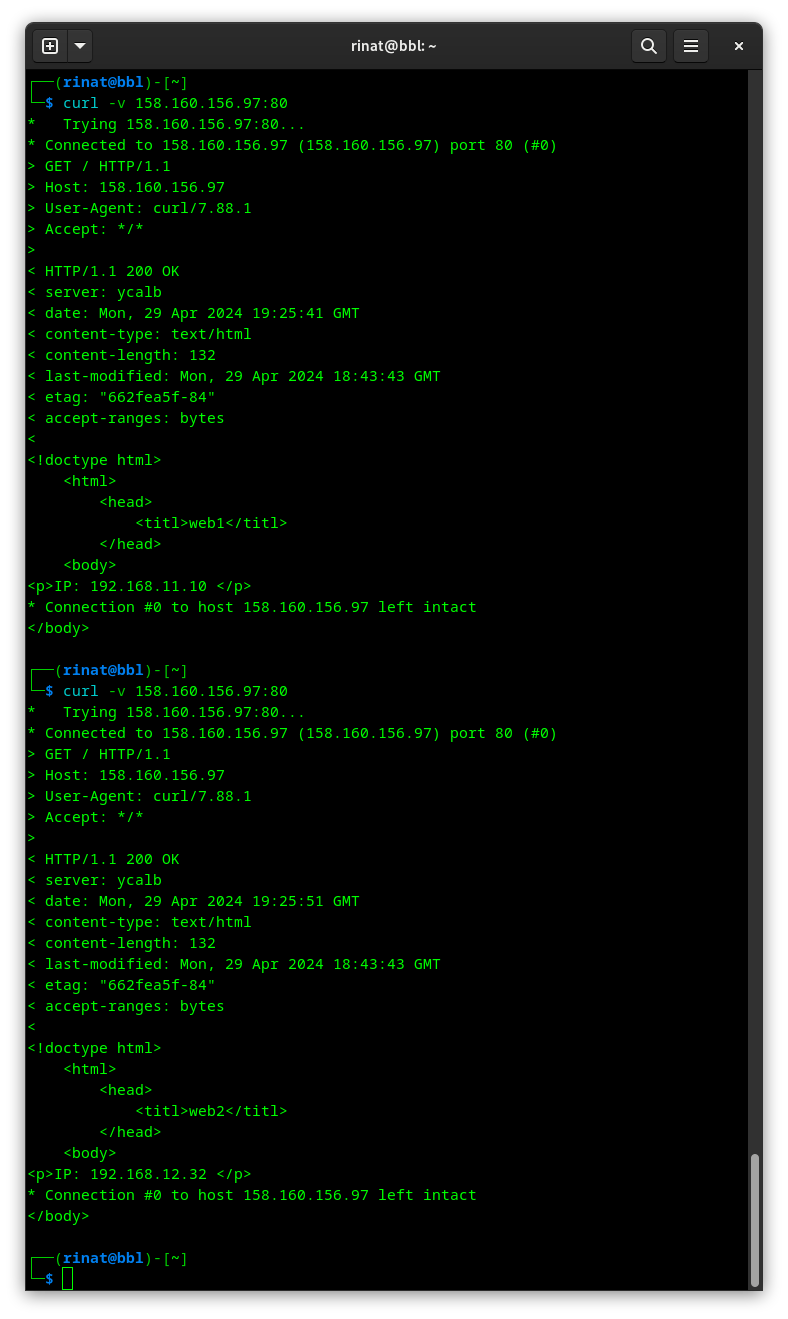 rinat@bbl: ~
┌──(rinat@bbl)-[~]
└─$ curl -v 158.160.156.97:80
*   Trying 158.160.156.97:80...
* Connected to 158.160.156.97 (158.160.156.97) port 80 (#0)
> GET / HTTP/1.1
> Host: 158.160.156.97
> User-Agent: curl/7.88.1
> Accept: */*
>
< HTTP/1.1 200 OK
< server: ycalb
< date: Mon, 29 Apr 2024 19:25:41 GMT
< content-type: text/html
< content-length: 132
< last-modified: Mon, 29 Apr 2024 18:43:43 GMT
< etag: "662fea5f-84"
< accept-ranges: bytes
<
<!doctype html>
    <html>
        <head>
            <titl>web1</titl>
        </head>
    <body>
<p>IP: 192.168.11.10 </p>
* Connection #0 to host 158.160.156.97 left intact
</body>

┌──(rinat@bbl)-[~]
└─$ curl -v 158.160.156.97:80
*   Trying 158.160.156.97:80...
* Connected to 158.160.156.97 (158.160.156.97) port 80 (#0)
> GET / HTTP/1.1
> Host: 158.160.156.97
> User-Agent: curl/7.88.1
> Accept: */*
>
< HTTP/1.1 200 OK
< server: ycalb
< date: Mon, 29 Apr 2024 19:25:51 GMT
< content-type: text/html
< content-length: 132
< last-modified: Mon, 29 Apr 2024 18:43:43 GMT
< etag: "662fea5f-84"
< accept-ranges: bytes
<
<!doctype html>
    <html>
        <head>
            <titl>web2</titl>
        </head>
    <body>
<p>IP: 192.168.12.32 </p>
* Connection #0 to host 158.160.156.97 left intact
</body>

┌──(rinat@bbl)-[~]
└─$